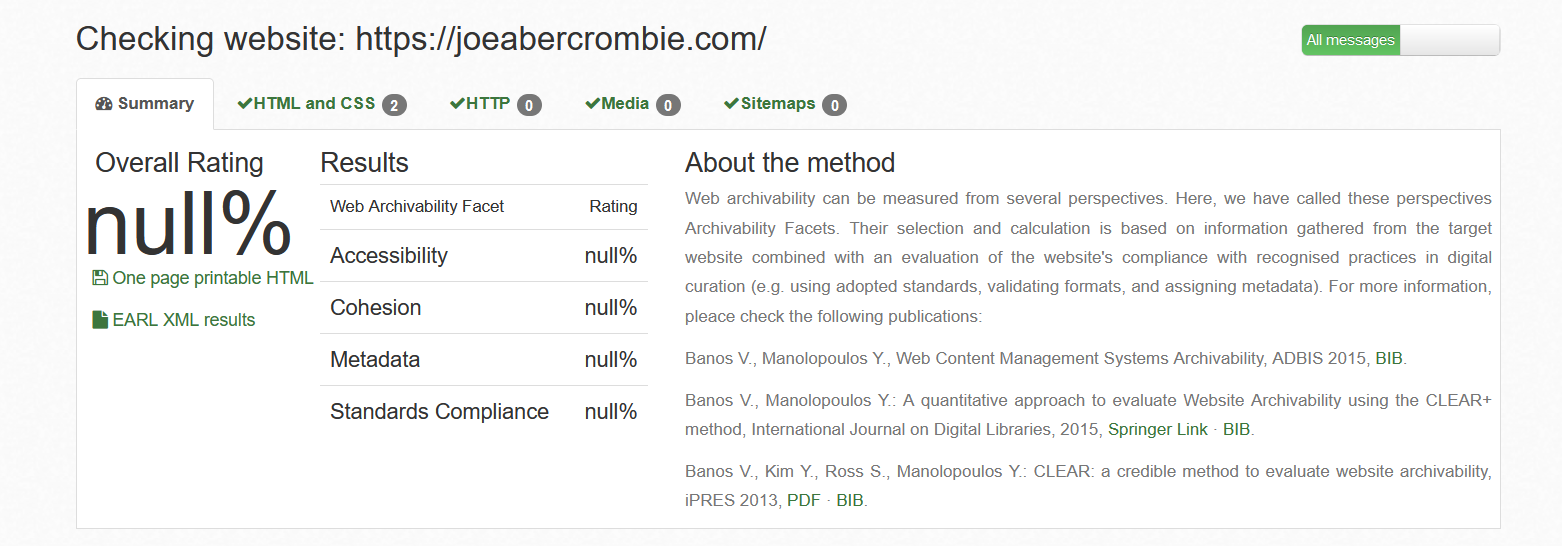 Checking website: https://joeabercrombie.com/
All messages
Summary
HTML and CSS 2
HTTP 0
Media 0
Sitemaps 0
Overall Rating
null%
One page printable HTML
EARL XML results
Results
Web Archivability Facet Rating
Accessibility null%
Cohesion null%
Metadata null%
Standards Compliance null%
About the method
Web archivability can be measured from several perspectives. Here, we have called these perspectives
Archivability Facets. Their selection and calculation is based on information gathered from the target
website combined with an evaluation of the website's compliance with recognised practices in digital
curation (e.g. using adopted standards, validating formats, and assigning metadata). For more information,
pleace check the following publications:
Banos V., Manolopoulos Y., Web Content Management Systems Archivability, ADBIS 2015, BIB.
Banos V., Manolopoulos Y.: A quantitative approach to evaluate Website Archivability using the CLEAR+
method, International Journal on Digital Libraries, 2015, Springer Link · BIB.
Banos V., Kim Y., Ross S., Manolopoulos Y.: CLEAR: a credible method to evaluate website archivability,
iPRES 2013, PDF · BIB.